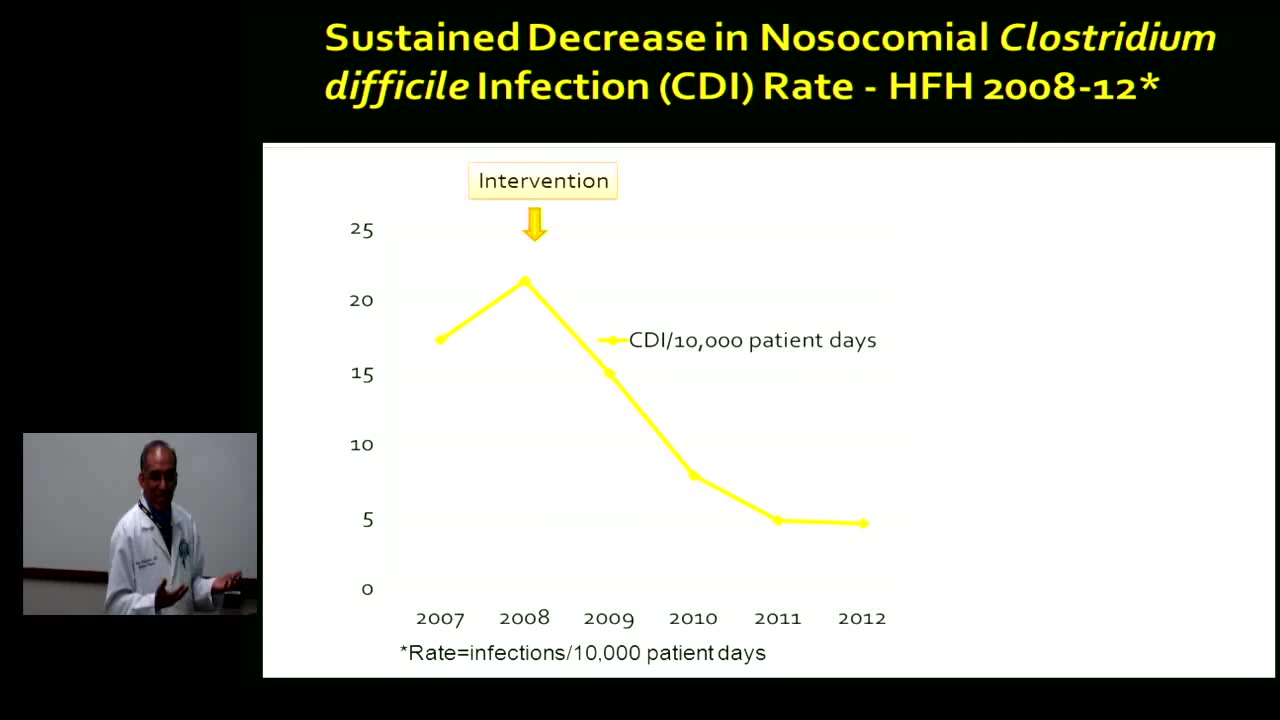 Sustained Decrease in Nosocomial Clostridium
difficile Infection (CDI) Rate - HFH 2008-12*
Intervention
25
20
CDI/10,000 patient days
15
10
5
0
2007 2008 2009 2010 2011 2012
*Rate=infections/10,000 patient days